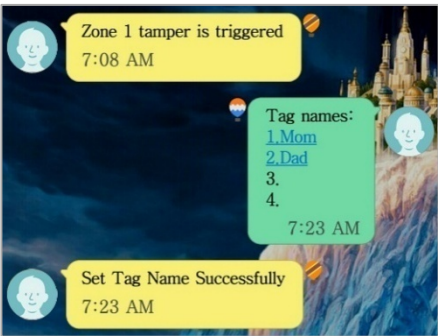 Zone 1 tamper is triggered
7:08 AM
Tag names:
1.Mom
2.Dad
3.
4.
7:23 AM
Set Tag Name Successfully
7:23 AM